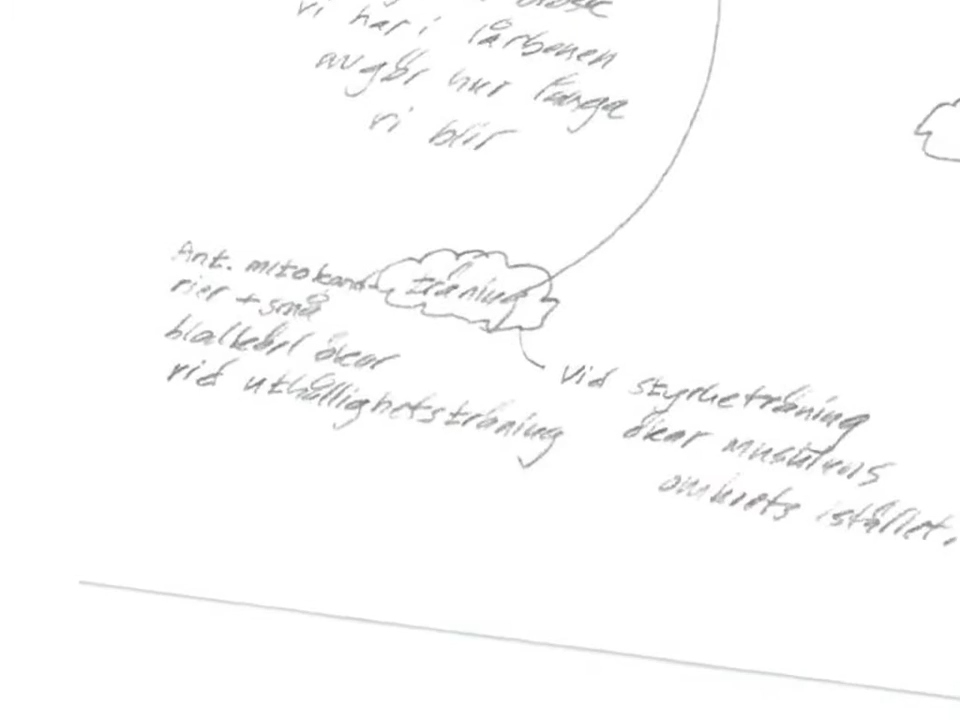 vi har i lårbenen
avgör hur långa
vi blir
träning
Ant. mitokond-
rier + små
blodkärl ökar
vid uthållighetsträning
vid styrketräning
ökar muskelns
omkrets istället.